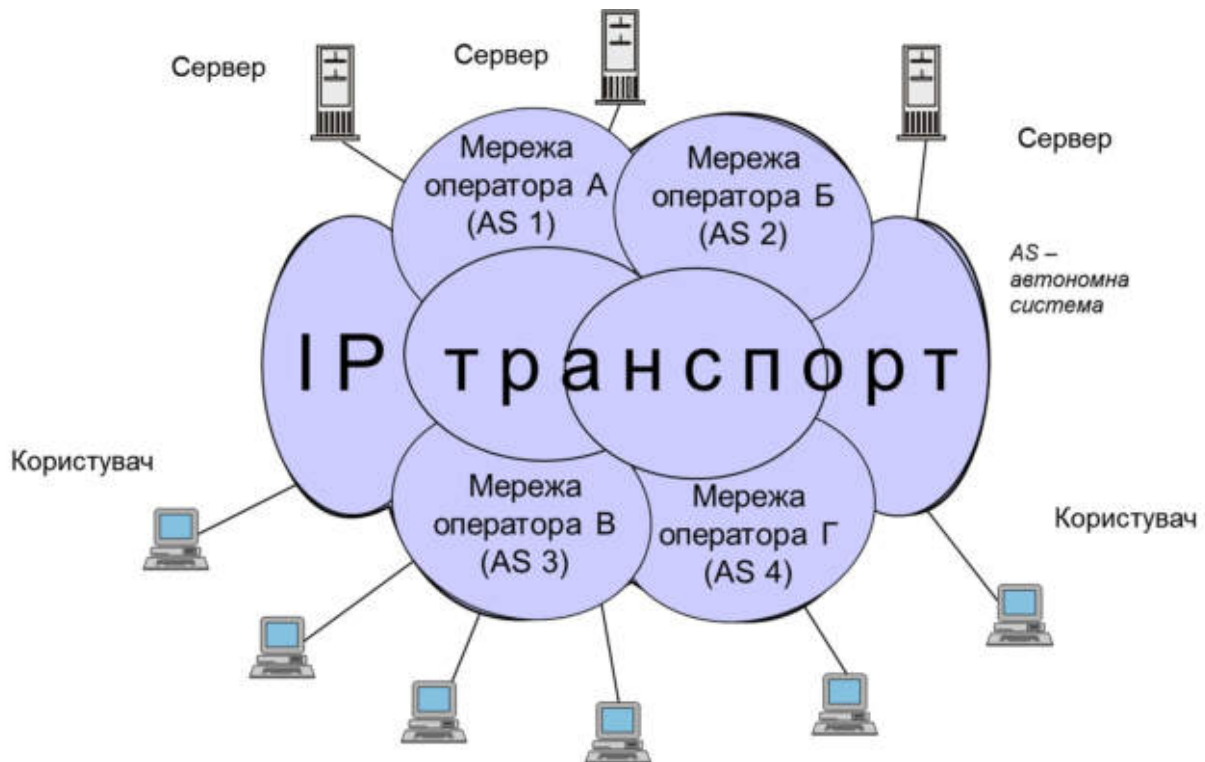 Сервер
Сервер
Сервер
Мережа
оператора А
(AS 1)
Мережа
оператора Б
(AS 2)
AS –
автономна
система
IP транспорт
Користувач
Мережа
оператора В
(AS 3)
Мережа
оператора Г
(AS 4)
Користувач